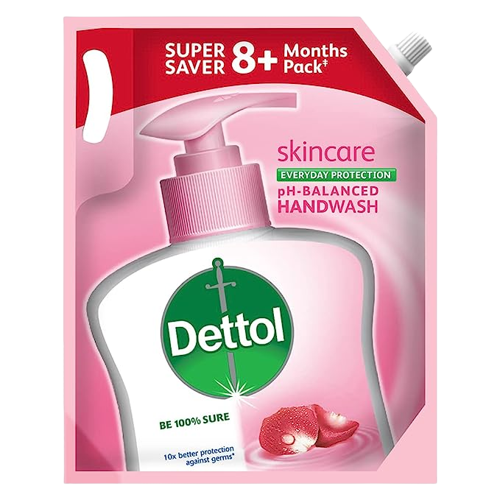 SUPER
SAVER
8+ Months
Pack‡
skincare
EVERYDAY PROTECTION
pH-BALANCED
HANDWASH
Dettol
BE 100% SURE
10x better protection
against germs*